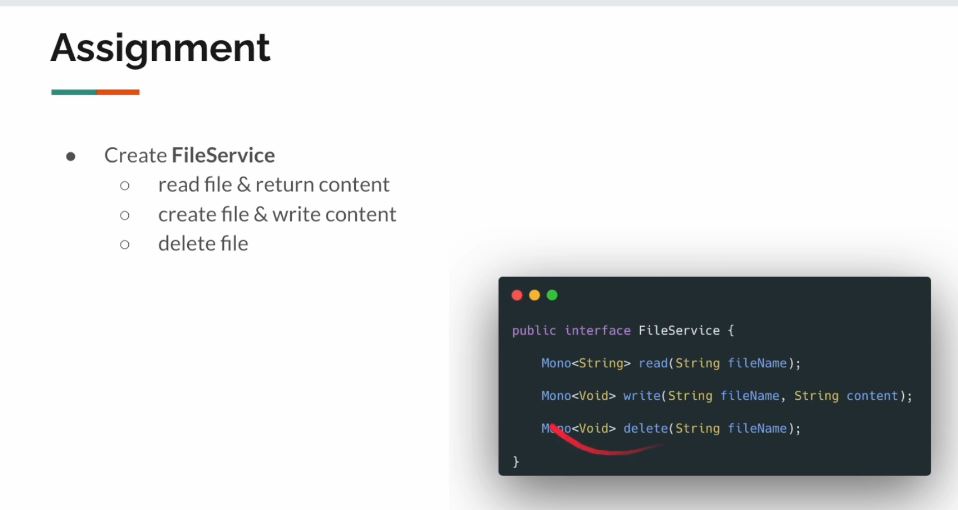 Assignment
● Create FileService
○ read file & return content
○ create file & write content
○ delete file
public interface FileService {
Mono<String> read(String fileName);
Mono<Void> write(String fileName, String content);
Mono<Void> delete(String fileName);
}